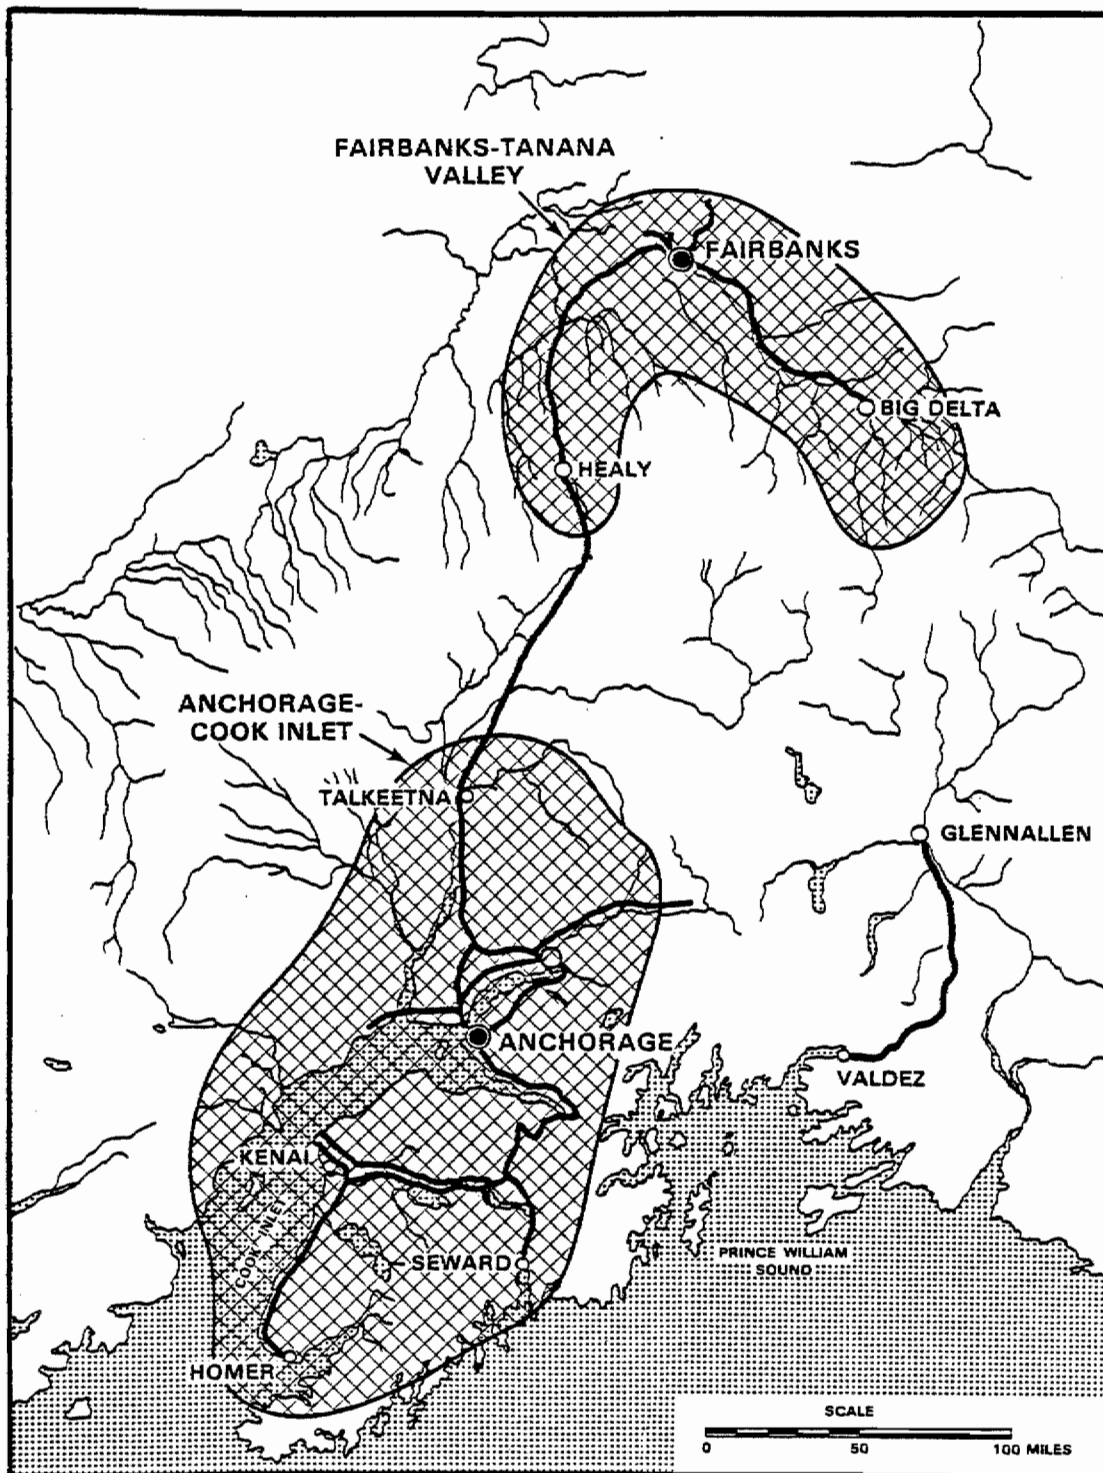 FAIRBANKS-TANANA
VALLEY
FAIRBANKS
BIG DELTA
HEALY
ANCHORAGE-
COOK INLET
TALKEETNA
GLENNALLEN
ANCHORAGE
VALDEZ
KENAI
COOK INLET
SEWARD
PRINCE WILLIAM
SOUND
HOMER
SCALE
0 50 100 MILES